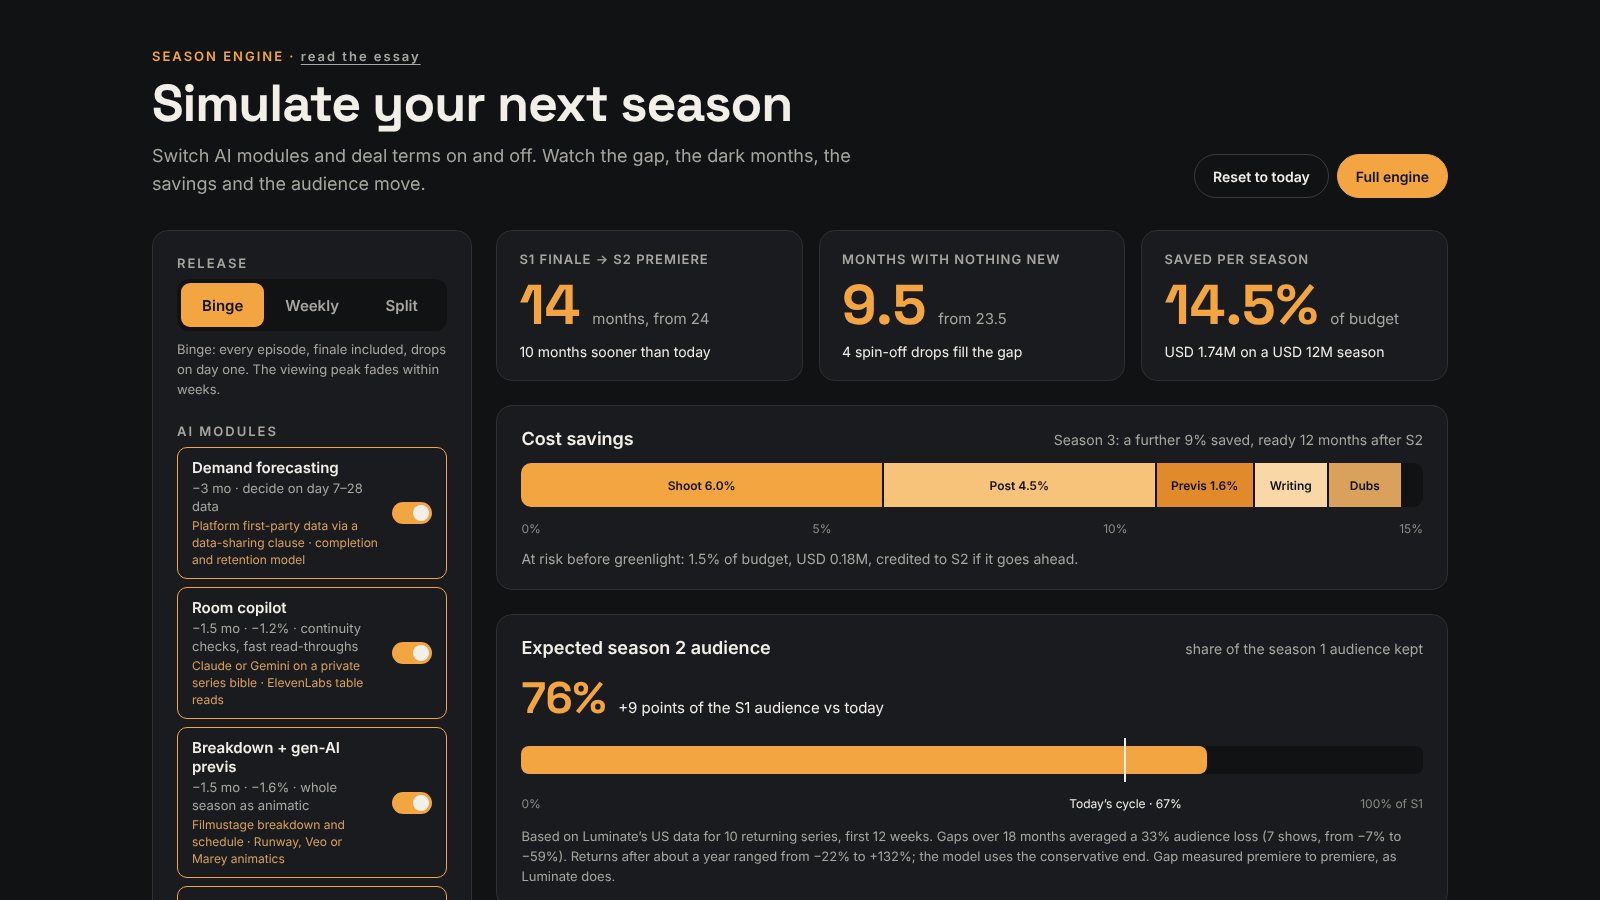 SEASON ENGINE · read the essay
Simulate your next season
Switch AI modules and deal terms on and off. Watch the gap, the dark months, the
savings and the audience move.
Reset to today
Full engine
RELEASE
Binge
Weekly
Split
Binge: every episode, finale included, drops
on day one. The viewing peak fades within
weeks.
AI MODULES
Demand forecasting
−3 mo · decide on day 7–28
data
Platform first-party data via a
data-sharing clause · completion
and retention model
Room copilot
−1.5 mo · −1.2% · continuity
checks, fast read-throughs
Claude or Gemini on a private
series bible · ElevenLabs table
reads
Breakdown + gen-AI
previs
−1.5 mo · −1.6% · whole
season as animatic
Filmustage breakdown and
schedule · Runway, Veo or
Marey animatics
S1 FINALE → S2 PREMIERE
14 months, from 24
10 months sooner than today
MONTHS WITH NOTHING NEW
9.5 from 23.5
4 spin-off drops fill the gap
SAVED PER SEASON
14.5% of budget
USD 1.74M on a USD 12M season
Cost savings
Season 3: a further 9% saved, ready 12 months after S2
Shoot 6.0%
Post 4.5%
Previs 1.6%
Writing
Dubs
0%
5%
10%
15%
At risk before greenlight: 1.5% of budget, USD 0.18M, credited to S2 if it goes ahead.
Expected season 2 audience
share of the season 1 audience kept
76% +9 points of the S1 audience vs today
0%
Today's cycle · 67%
100% of S1
Based on Luminate's US data for 10 returning series, first 12 weeks. Gaps over 18 months averaged a 33% audience loss (7 shows, from −7% to
−59%). Returns after about a year ranged from −22% to +132%; the model uses the conservative end. Gap measured premiere to premiere, as
Luminate does.